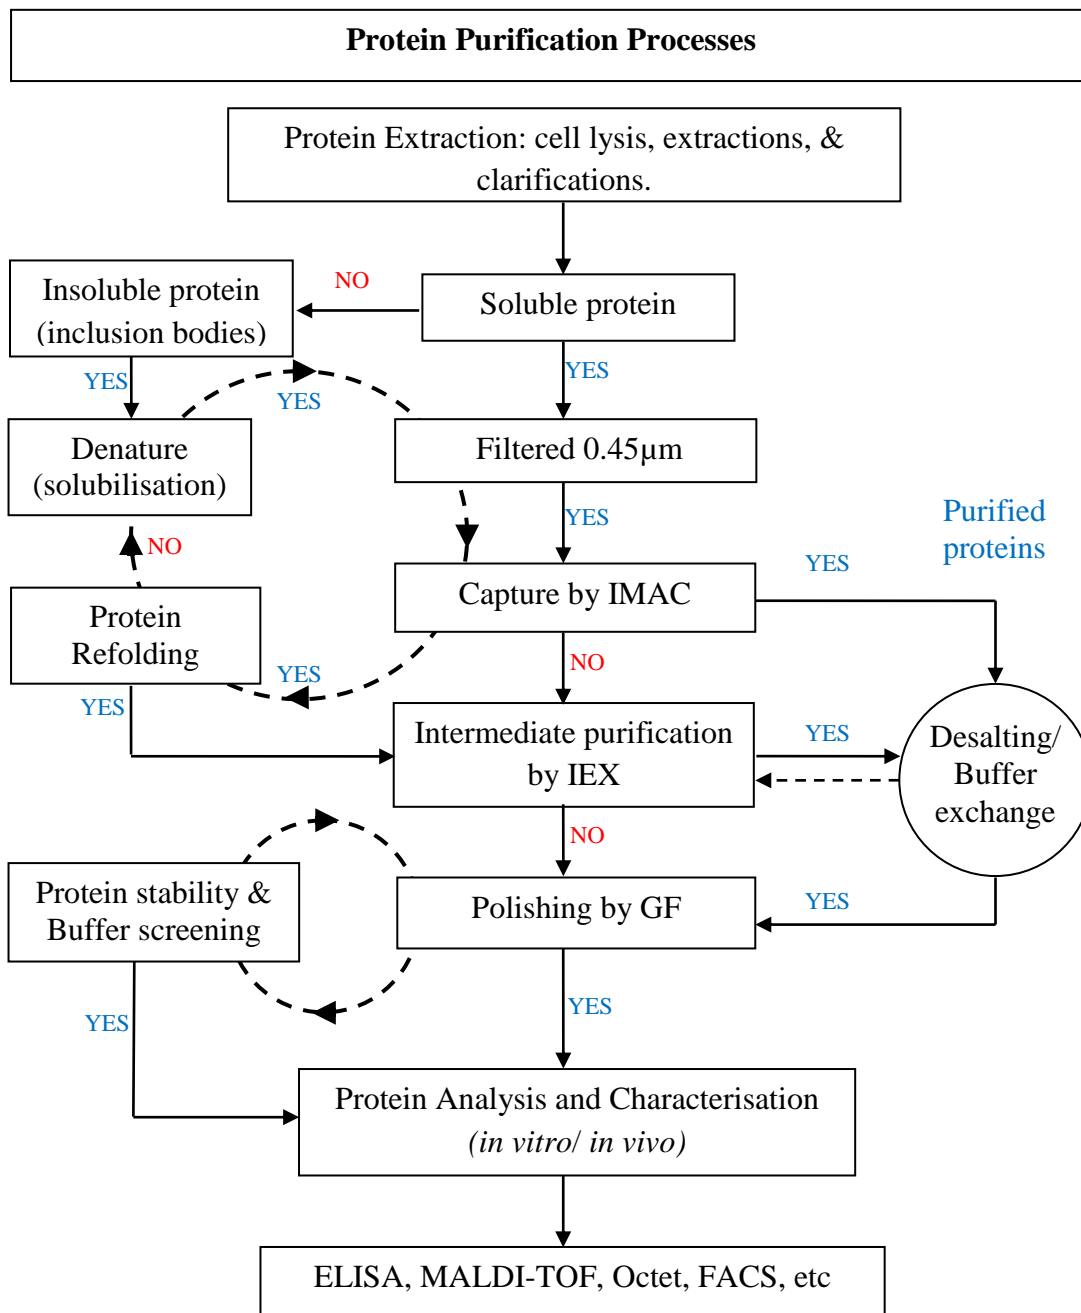 Protein Purification Processes
Protein Extraction: cell lysis, extractions, &
clarifications.
Insoluble protein
(inclusion bodies)
NO
Soluble protein
YES
YES
YES
Denature
(solubilisation)
Filtered 0.45µm
NO
YES
Purified
proteins
Protein
Refolding
Capture by IMAC
YES
YES
NO
YES
Intermediate purification
by IEX
YES
Desalting/
Buffer
exchange
NO
Protein stability &
Buffer screening
Polishing by GF
YES
YES
YES
Protein Analysis and Characterisation
(in vitro/ in vivo)
ELISA, MALDI-TOF, Octet, FACS, etc